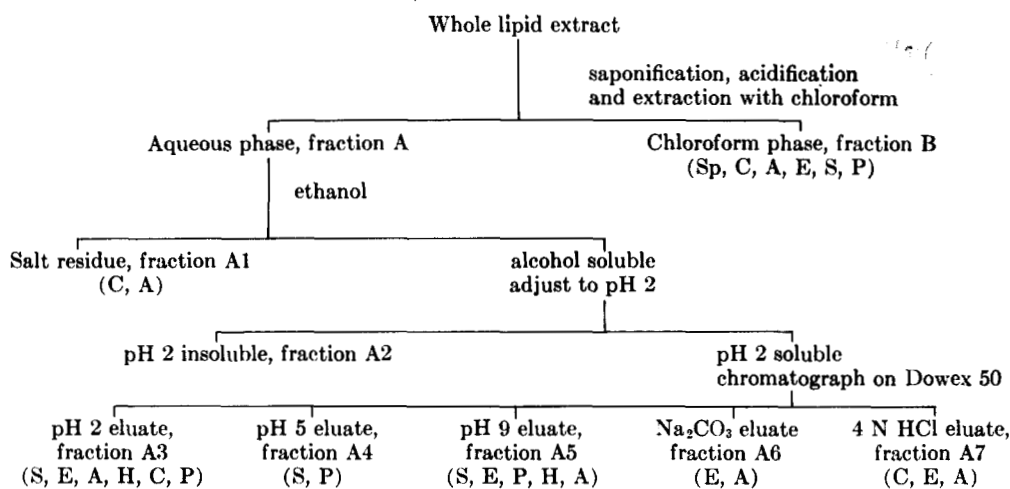 Whole lipid extract
saponification, acidification
and extraction with chloroform
Aqueous phase, fraction A
Chloroform phase, fraction B
(Sp, C, A, E, S, P)
ethanol
Salt residue, fraction A1
(C, A)
alcohol soluble
adjust to pH 2
pH 2 insoluble, fraction A2
pH 2 soluble
chromatograph on Dowex 50
pH 2 eluate,
fraction A3
(S, E, A, H, C, P)
pH 5 eluate,
fraction A4
(S, P)
pH 9 eluate,
fraction A5
(S, E, P, H, A)
Na₂CO₃ eluate
fraction A6
(E, A)
4 N HCl eluate,
fraction A7
(C, E, A)